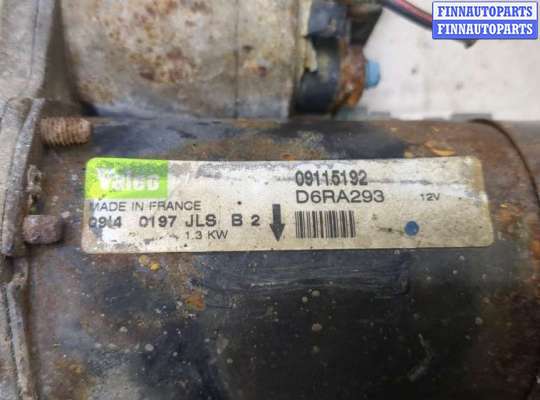 FINNAUTOPARTS
FINNAUTOPARTS
Valeo
09115192
MADE IN FRANCE
D6RA293
12V
0914 0197 JLS B 2
1.3 KW